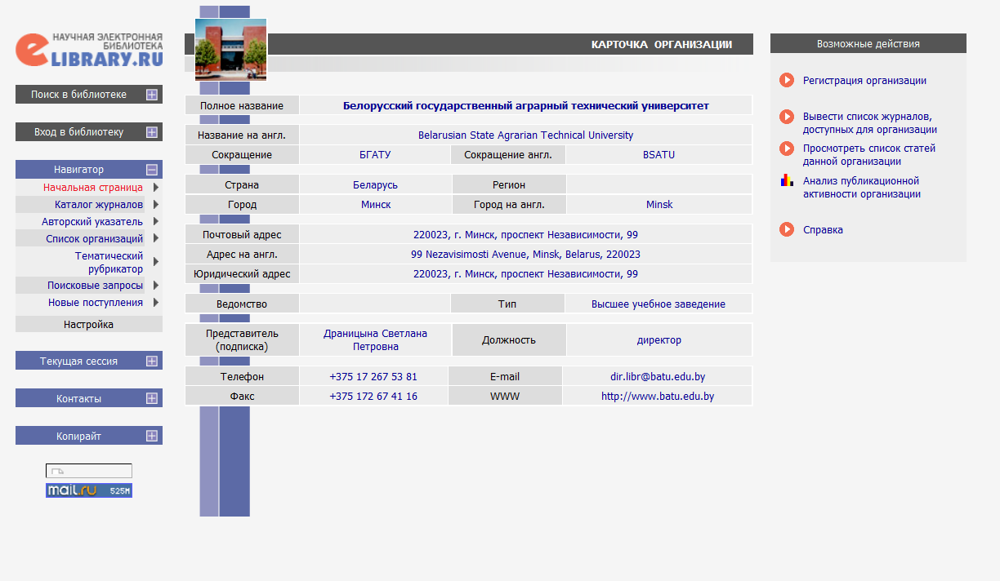 НАУЧНАЯ ЭЛЕКТРОННАЯ
БИБЛИОТЕКА
eLIBRARY.RU
Поиск в библиотеке
Вход в библиотеку
Навигатор
Начальная страница
Каталог журналов
Авторский указатель
Список организаций
Тематический
рубрикатор
Поисковые запросы
Новые поступления
Настройка
Текущая сессия
Контакты
Копирайт
mail.ru 525M
КАРТОЧКА ОРГАНИЗАЦИИ
Полное название Белорусский государственный аграрный технический университет
Название на англ. Belarusian State Agrarian Technical University
Сокращение БГАТУ Сокращение англ. BSATU
Страна Беларусь Регион
Город Минск Город на англ. Minsk
Почтовый адрес 220023, г. Минск, проспект Независимости, 99
Адрес на англ. 99 Nezavisimosti Avenue, Minsk, Belarus, 220023
Юридический адрес 220023, г. Минск, проспект Независимости, 99
Ведомство Тип Высшее учебное заведение
Представитель
(подписка)
Драницына Светлана
Петровна
Должность директор
Телефон +375 17 267 53 81 E-mail dir.libr@batu.edu.by
Факс +375 172 67 41 16 WWW http://www.batu.edu.by
Возможные действия
Регистрация организации
Вывести список журналов,
доступных для организации
Просмотреть список статей
данной организации
Анализ публикационной
активности организации
Справка